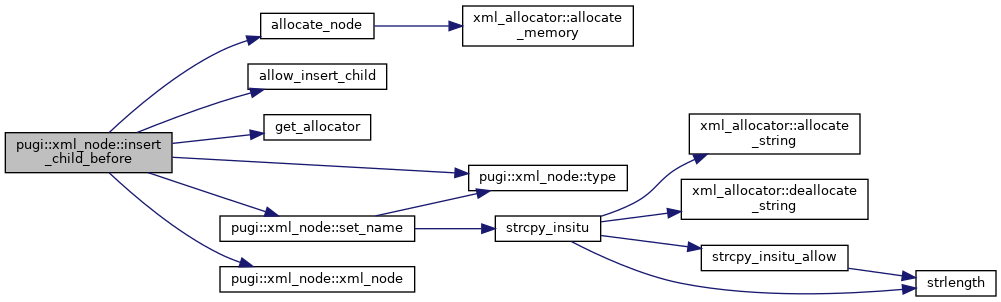 allocate_node
xml_allocator::allocate
_memory
allow_insert_child
get_allocator
pugi::xml_node::insert
_child_before
pugi::xml_node::type
pugi::xml_node::set_name
strcpy_insitu
xml_allocator::allocate
_string
xml_allocator::deallocate
_string
strcpy_insitu_allow
strlength
pugi::xml_node::xml_node